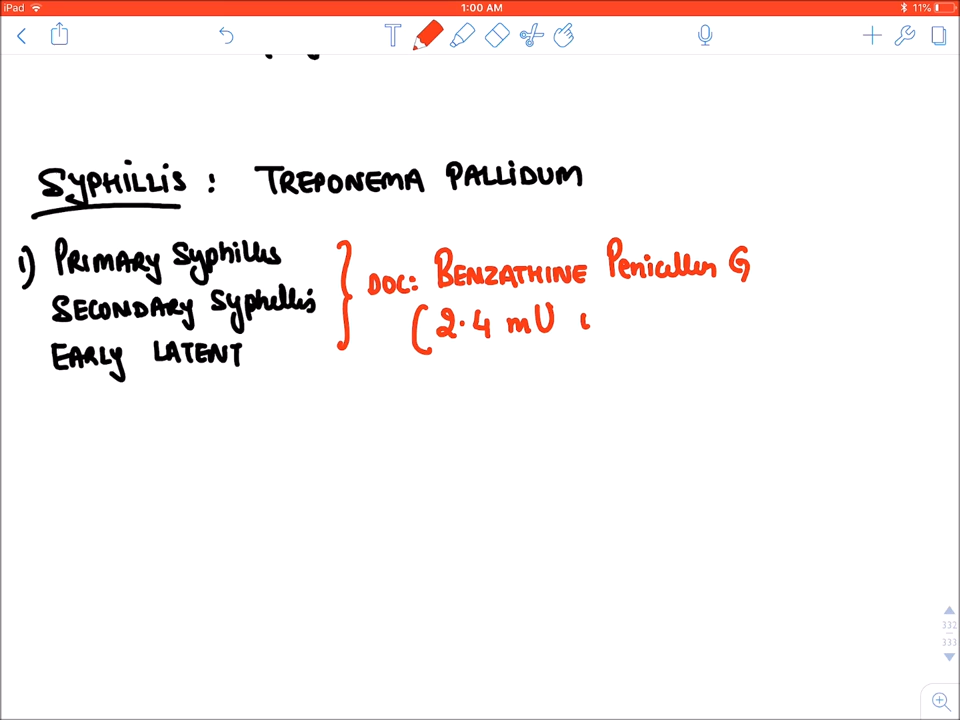 iPad 1:00 AM 11%
T
SYPHILLIS : TREPONEMA PALLIDUM
1) PRIMARY Syphillis
SECONDARY Syphillis
EARLY LATENT
DOC: BENZATHINE Penicillin G
(2.4 mU
332
333